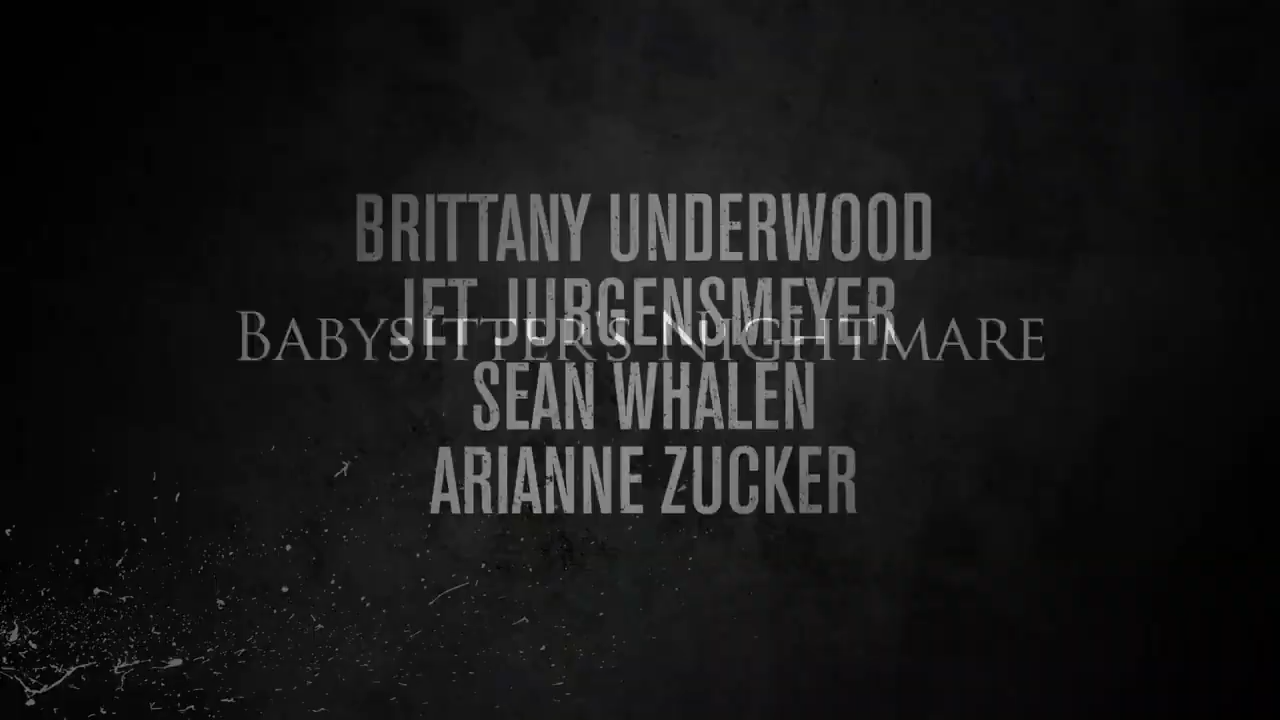 BRITTANY UNDERWOOD
JET JURGENSMEYER
BABYSITTER'S NIGHTMARE
SEAN WHALEN
ARIANNE ZUCKER